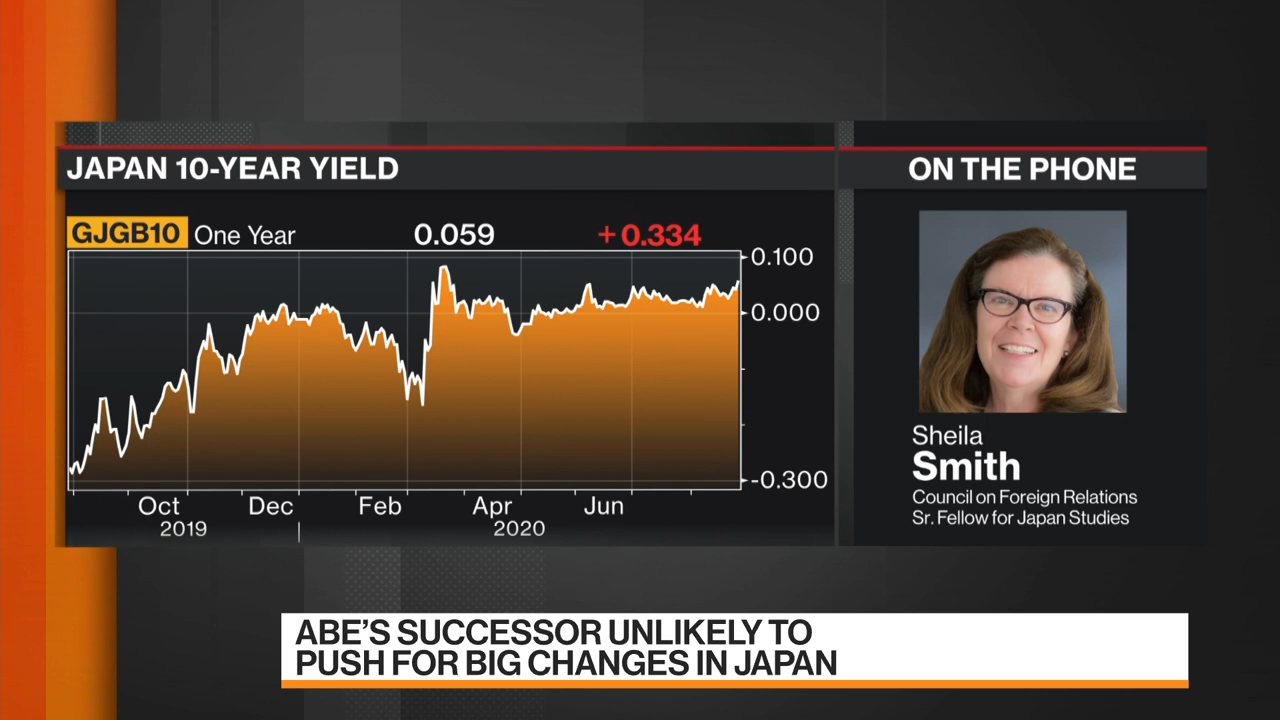 JAPAN 10-YEAR YIELD
GJGB10 One Year 0.059 +0.334
0.100
0.000
-0.300
Oct Dec Feb Apr Jun
2019 2020
ON THE PHONE
Sheila
Smith
Council on Foreign Relations
Sr. Fellow for Japan Studies
ABE'S SUCCESSOR UNLIKELY TO
PUSH FOR BIG CHANGES IN JAPAN